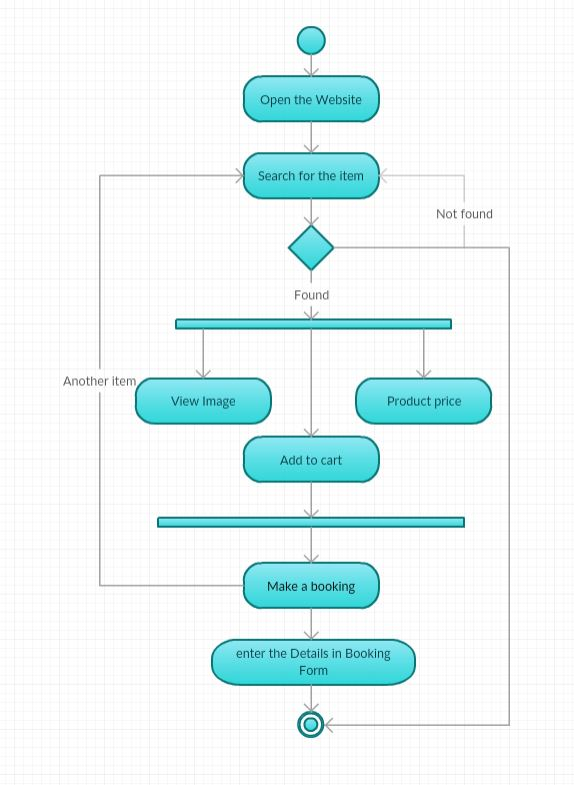 Open the Website
Search for the item
Not found
Found
Another item
View Image
Product price
Add to cart
Make a booking
enter the Details in Booking
Form